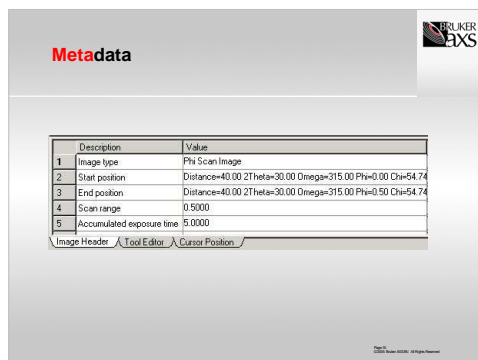 BRUKER
axs
Metadata
Description Value
1 Image type Phi Scan Image
2 Start position Distance=40.00 2Theta=30.00 Omega=315.00 Phi=0.00 Chi=54.74
3 End position Distance=40.00 2Theta=30.00 Omega=315.00 Phi=0.50 Chi=54.74
4 Scan range 0.5000
5 Accumulated exposure time 5.0000
Image Header Tool Editor Cursor Position
All Rights Reserved